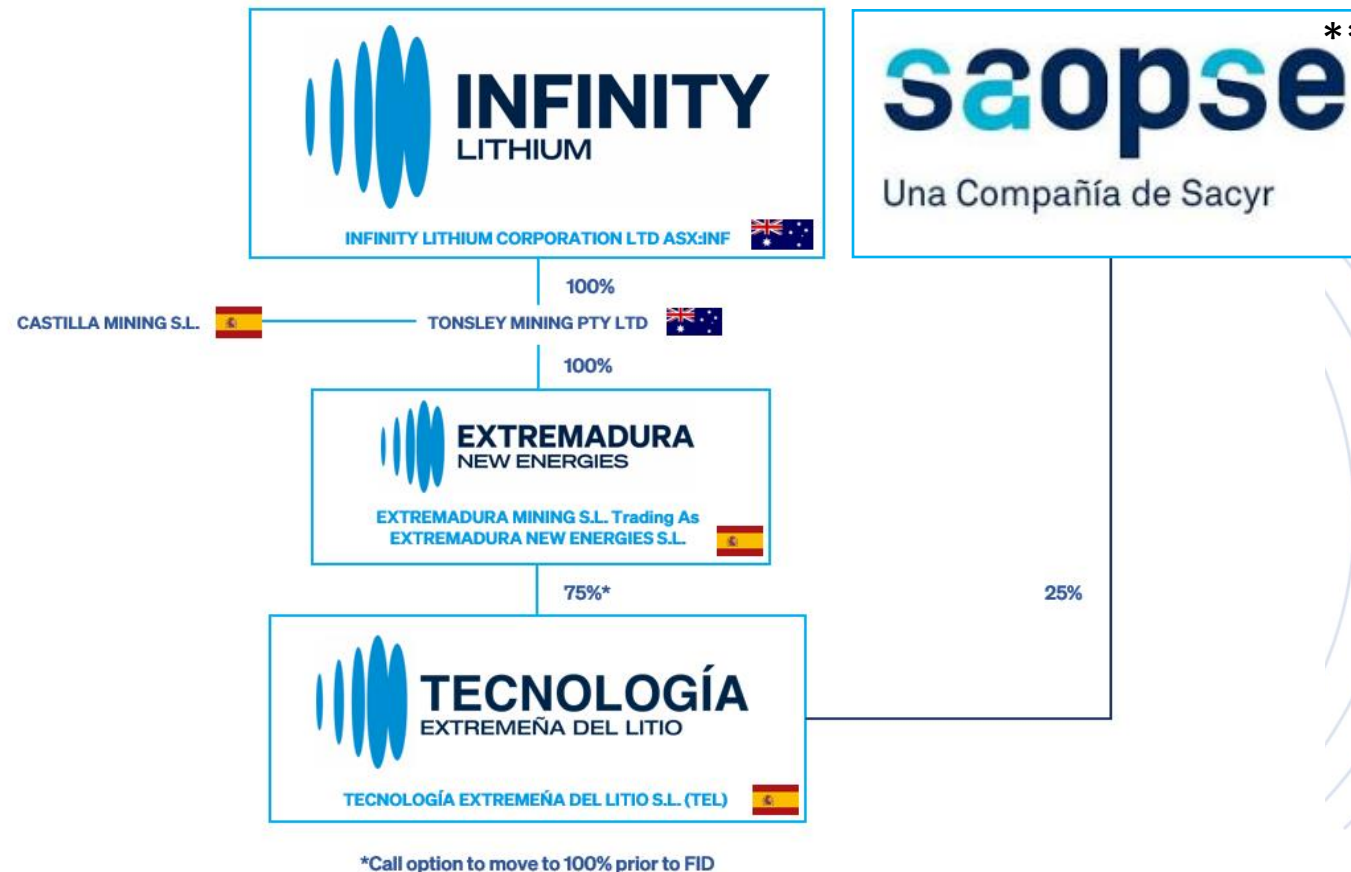 INFINITY
LITHIUM
INFINITY LITHIUM CORPORATION LTD ASX:INF
saopse
**
Una Compañía de Sacyr
100%
CASTILLA MINING S.L.
TONSLEY MINING PTY LTD
100%
EXTREMADURA
NEW ENERGIES
EXTREMADURA MINING S.L. Trading As
EXTREMADURA NEW ENERGIES S.L.
75%*
25%
TECNOLOGÍA
EXTREMEÑA DEL LITIO
TECNOLOGÍA EXTREMEÑA DEL LITIO S.L. (TEL)
*Call option to move to 100% prior to FID